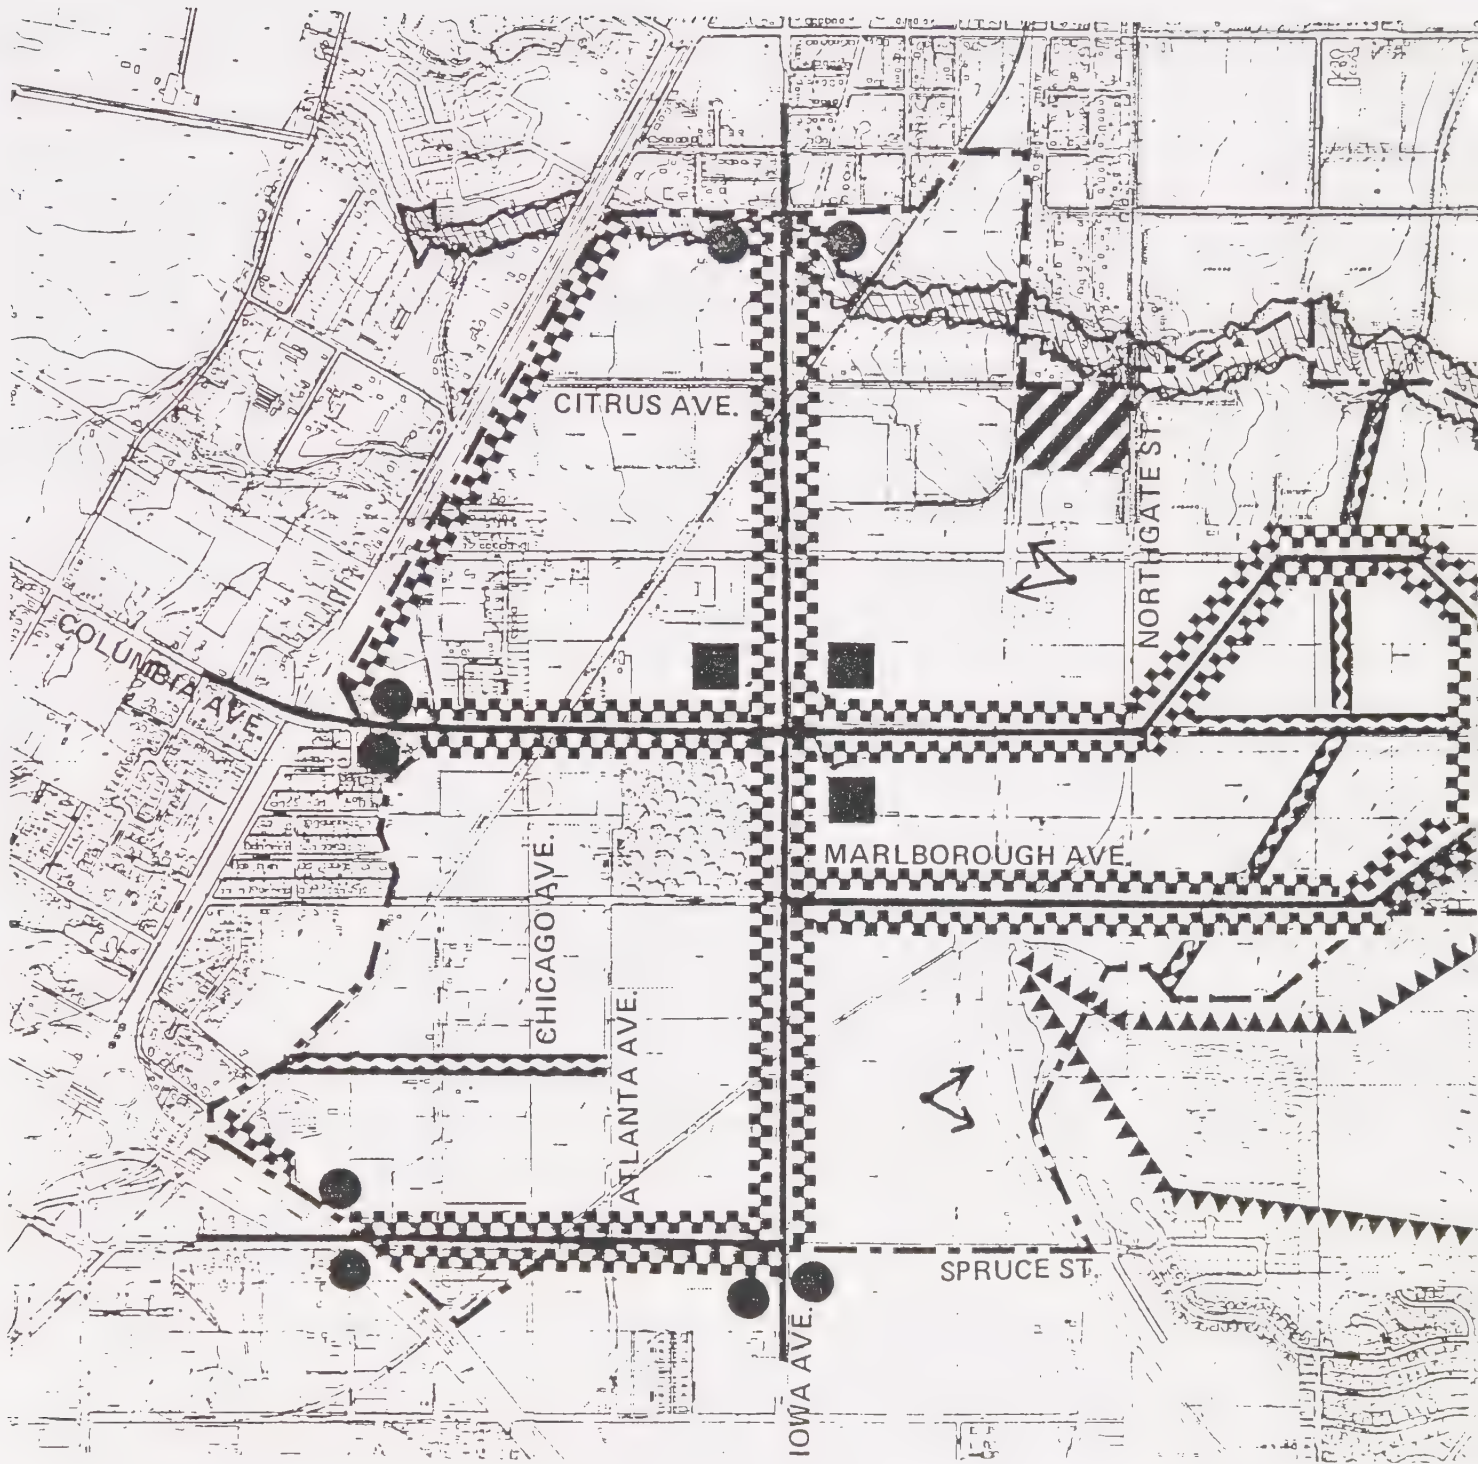 CITRUS AVE.
NORTHGATE ST.
COLUMBIA AVE.
MARLBOROUGH AVE.
CHICAGO AVE.
ATLANTA AVE.
SPRUCE ST.
IOWA AVE.